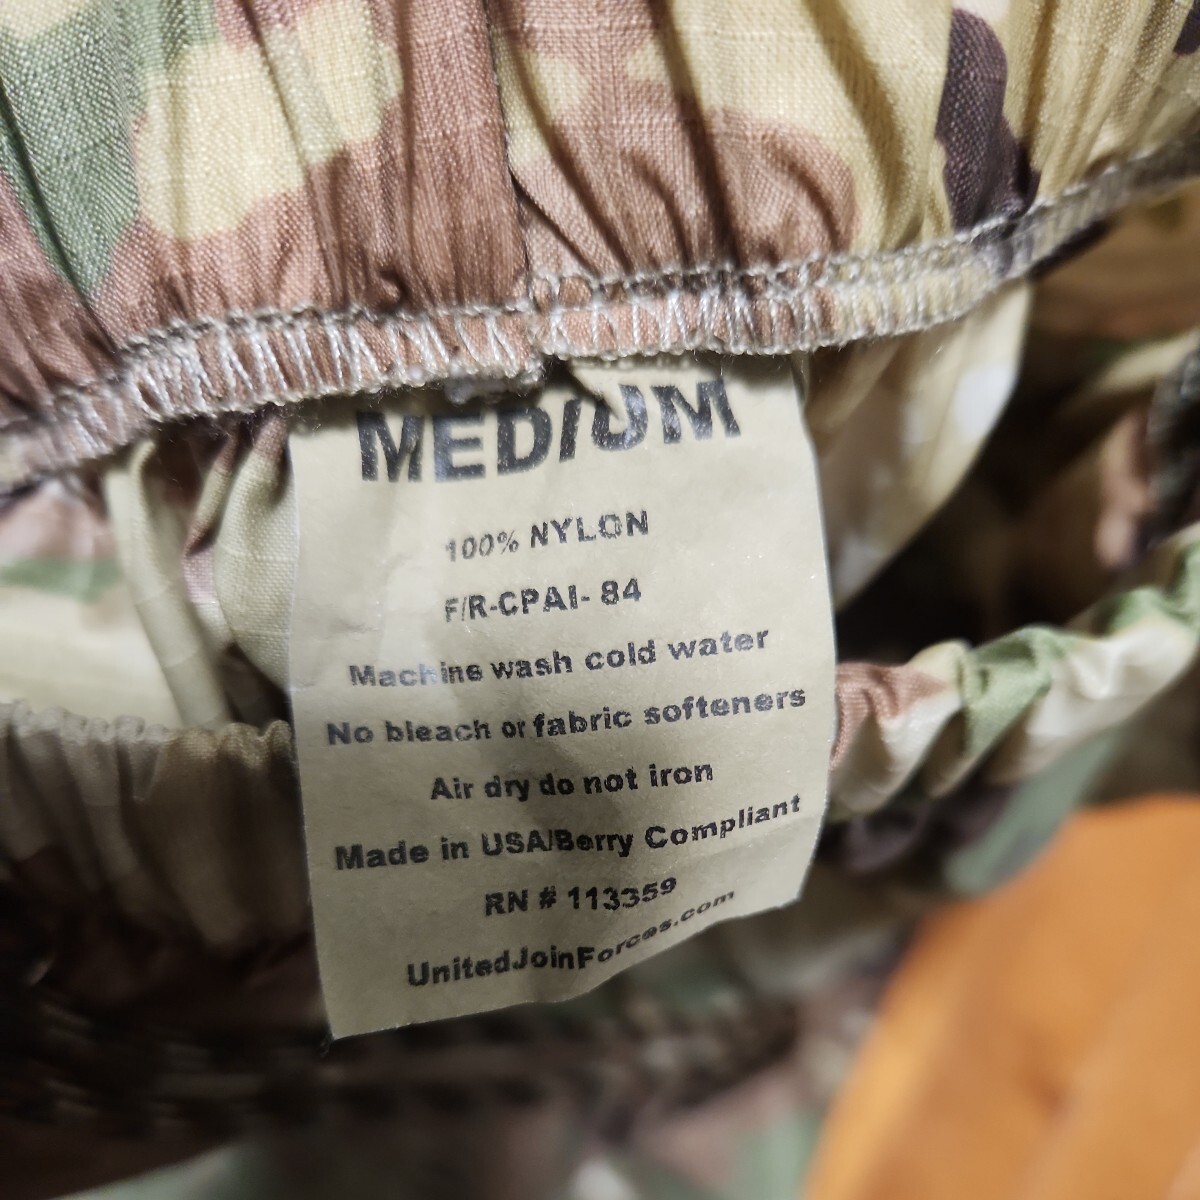 MEDIUM
100% NYLON
F/R-CPAI- 84
Machine wash cold water
No bleach or fabric softeners
Air dry do not iron
Made in USA/Berry Compliant
RN # 113359
UnitedJoinForces.com